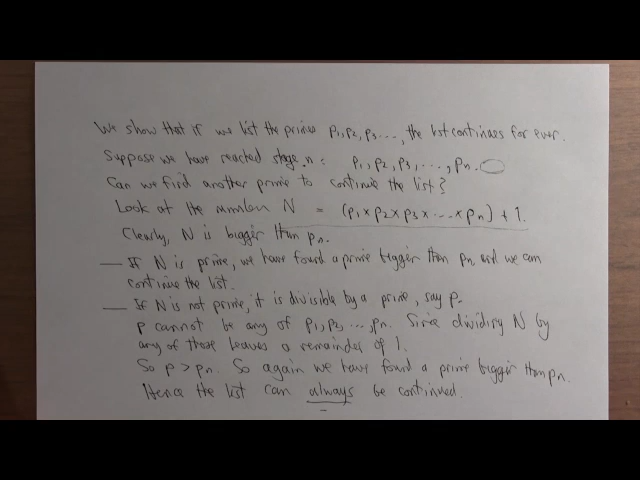 We show that if we list the primes p₁, p₂, p₃ ..., the list continues for ever.
Suppose we have reached stage n: p₁, p₂, p₃, ..., pₙ.
Can we find another prime to continue the list?
Look at the number N = (p₁ × p₂ × p₃ × ... × pₙ) + 1.
Clearly, N is bigger than pₙ.
— If N is prime, we have found a prime bigger than pₙ, and we can
continue the list.
— If N is not prime, it is divisible by a prime, say p.
p cannot be any of p₁, p₂, ..., pₙ. Since dividing N by
any of those leaves a remainder of 1.
So p > pₙ. So again we have found a prime bigger than pₙ.
Hence the list can always be continued.